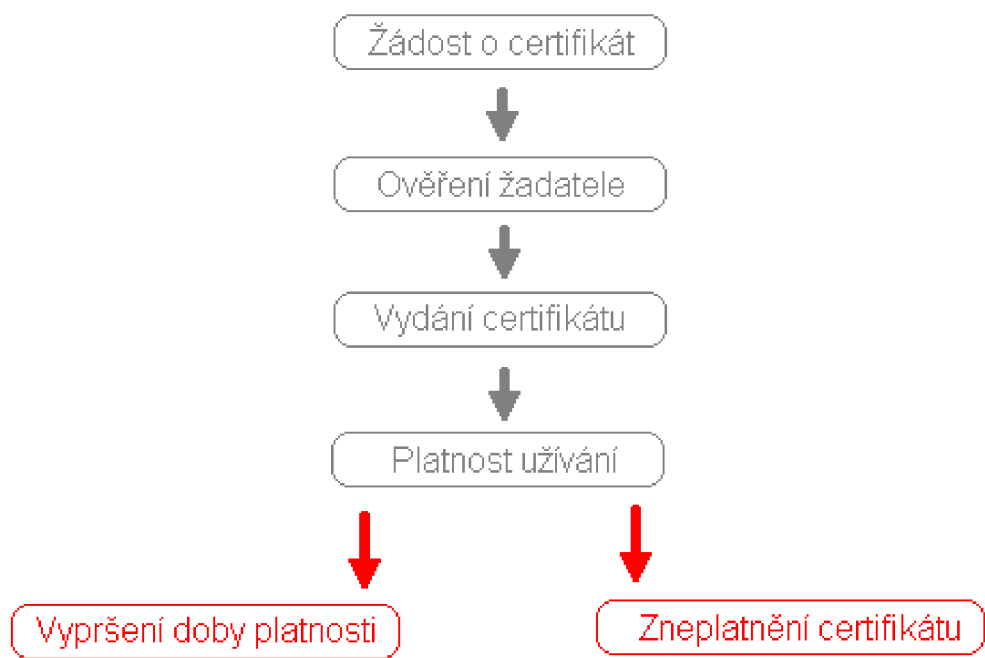 Žádost o certifikát
Ověření žadatele
Vydání certifikátu
Platnost užívání
Vypršení doby platnosti
Zneplatnění certifikátu